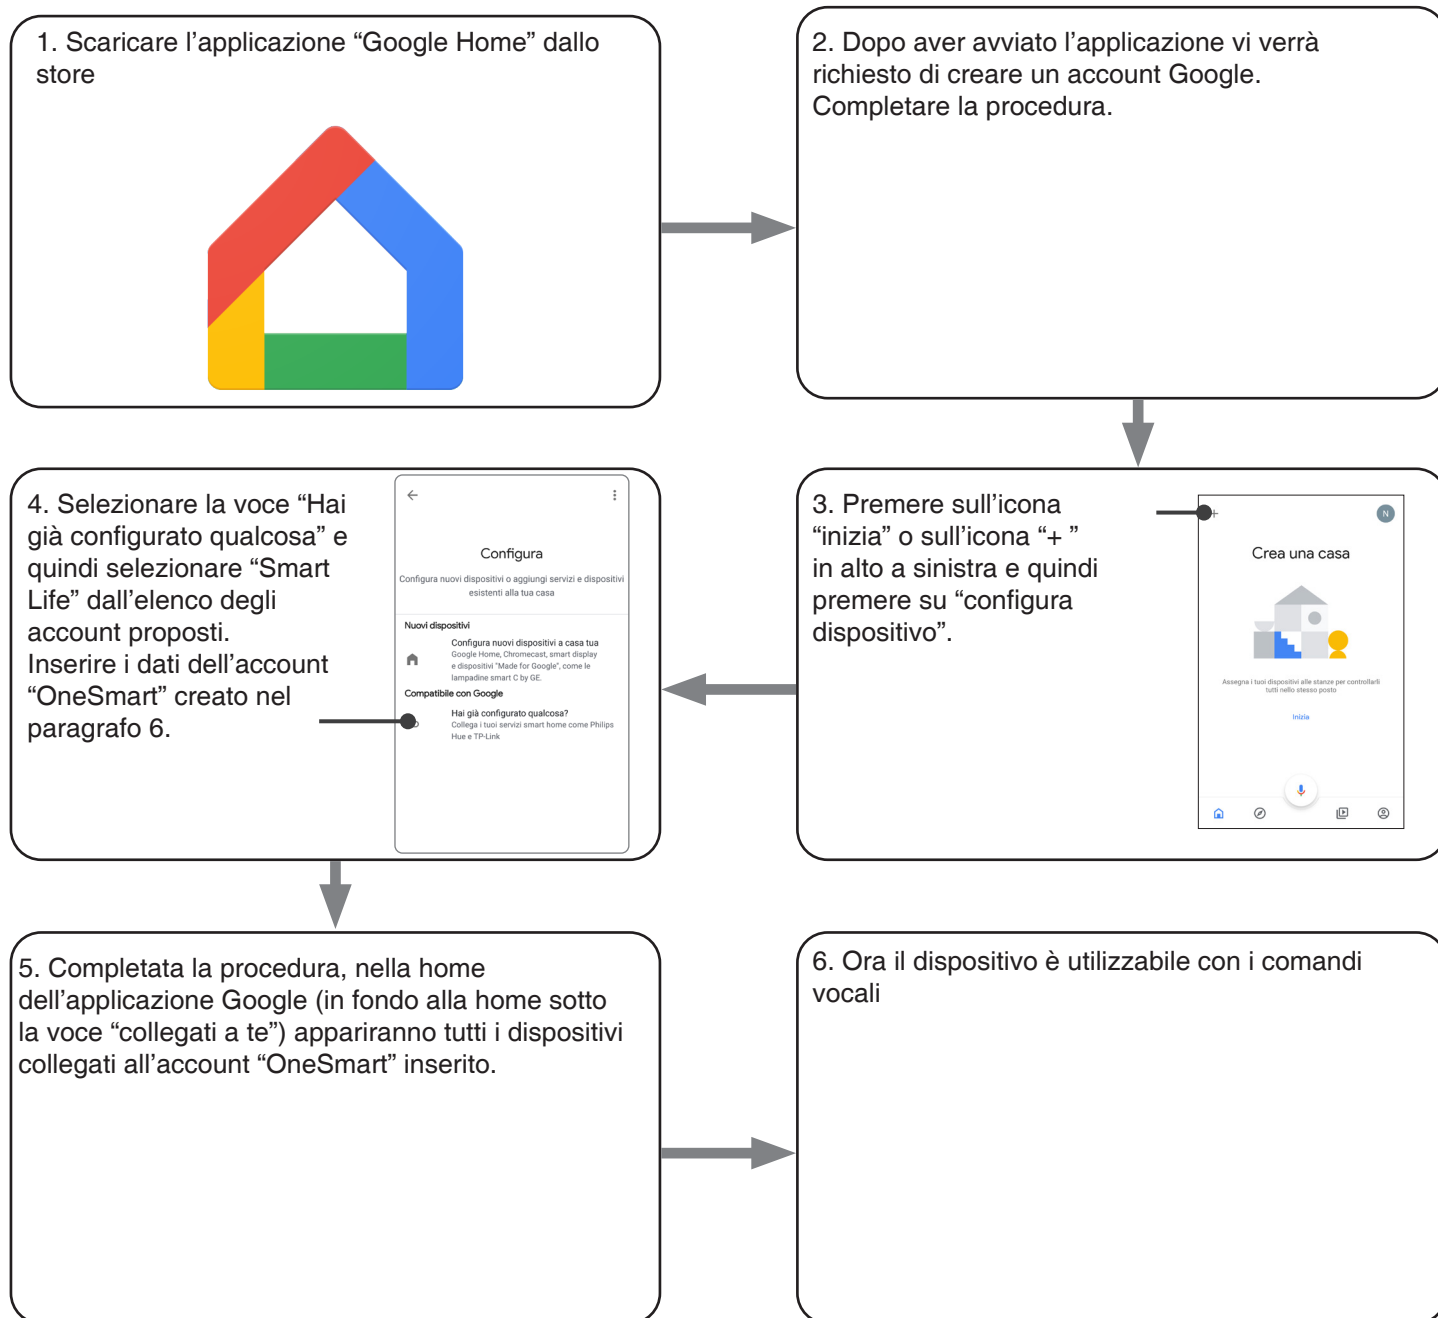 1. Scaricare l’applicazione “Google Home” dallo
store
2. Dopo aver avviato l’applicazione vi verrà
richiesto di creare un account Google.
Completare la procedura.
3. Premere sull’icona
“inizia” o sull’icona “+ ”
in alto a sinistra e quindi
premere su “configura
dispositivo”.
+
N
Crea una casa
Assegna i tuoi dispositivi alle stanze per controllarli
tutti nello stesso posto
Inizia
4. Selezionare la voce “Hai
già configurato qualcosa” e
quindi selezionare “Smart
Life” dall’elenco degli
account proposti.
Inserire i dati dell’account
“OneSmart” creato nel
paragrafo 6.
Configura
Configura nuovi dispositivi o aggiungi servizi e dispositivi
esistenti alla tua casa
Nuovi dispositivi
Configura nuovi dispositivi a casa tua
Google Home, Chromecast, smart display
e dispositivi "Made for Google", come le
lampadine smart C by GE.
Compatibile con Google
Hai già configurato qualcosa?
Collega i tuoi servizi smart home come Philips
Hue e TP-Link
5. Completata la procedura, nella home
dell’applicazione Google (in fondo alla home sotto
la voce “collegati a te”) appariranno tutti i dispositivi
collegati all’account “OneSmart” inserito.
6. Ora il dispositivo è utilizzabile con i comandi
vocali